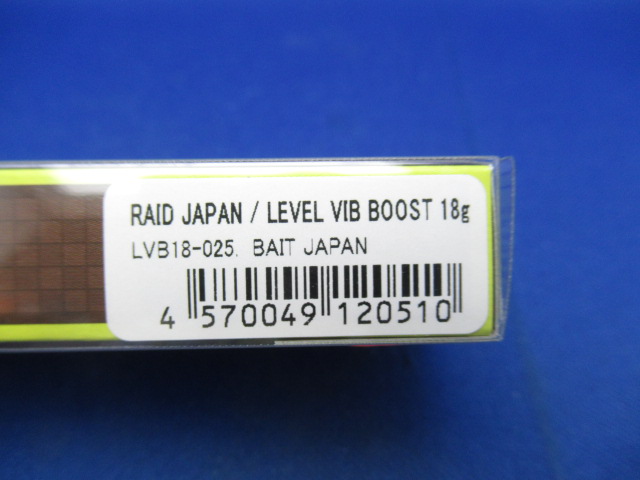 RAID JAPAN / LEVEL VIB BOOST 18g
LVB18-025. BAIT JAPAN
4 570049 120510